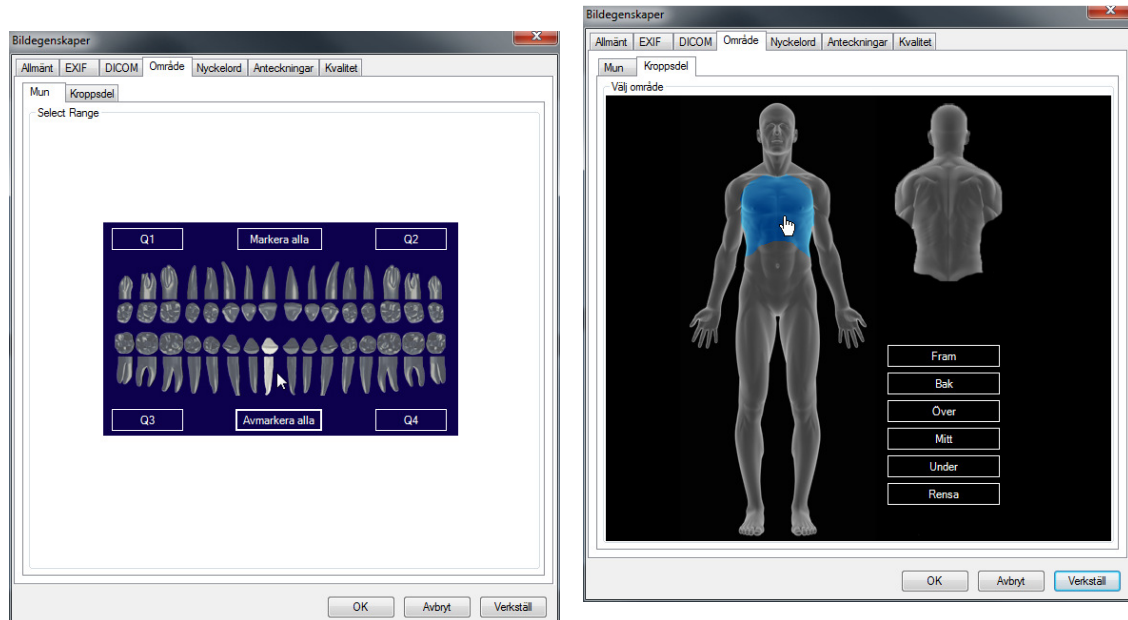 Bildegenskaper
Allmänt EXIF DICOM Område Nyckelord Anteckningar Kvalitet
Mun Kroppsdel
Select Range
Q1 Markera alla Q2
Q3 Avmarkera alla Q4
OK Avbryt Verkställ
Bildegenskaper
Allmänt EXIF DICOM Område Nyckelord Anteckningar Kvalitet
Mun Kroppsdel
Välj område
Fram
Bak
Över
Mitt
Under
Rensa
OK Avbryt Verkställ